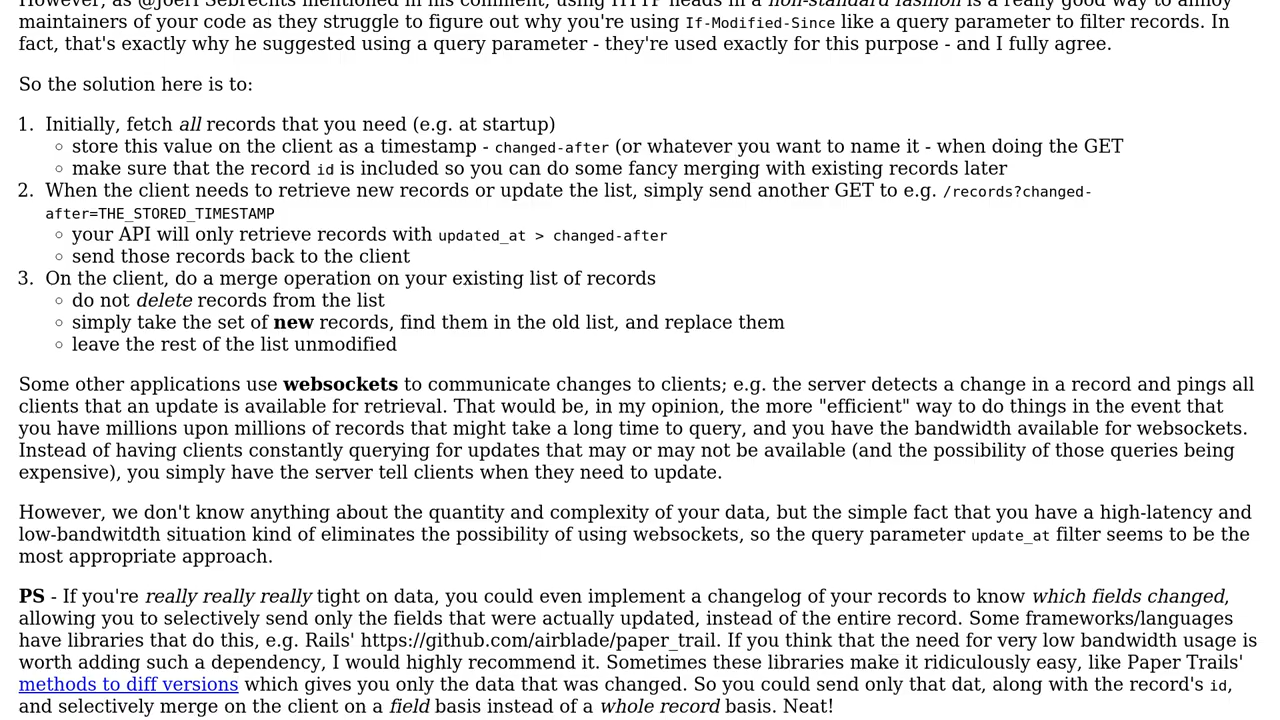 However, as @Joeri Sebrechts mentioned in his comment, using HTTP heads in a non-standard fashion is a really good way to annoy
maintainers of your code as they struggle to figure out why you're using If-Modified-Since like a query parameter to filter records. In
fact, that's exactly why he suggested using a query parameter - they're used exactly for this purpose - and I fully agree.
So the solution here is to:
1. Initially, fetch all records that you need (e.g. at startup)
◦ store this value on the client as a timestamp - changed-after (or whatever you want to name it - when doing the GET
◦ make sure that the record id is included so you can do some fancy merging with existing records later
2. When the client needs to retrieve new records or update the list, simply send another GET to e.g. /records?changed-
after=THE_STORED_TIMESTAMP
◦ your API will only retrieve records with updated_at > changed-after
◦ send those records back to the client
3. On the client, do a merge operation on your existing list of records
◦ do not delete records from the list
◦ simply take the set of new records, find them in the old list, and replace them
◦ leave the rest of the list unmodified
Some other applications use websockets to communicate changes to clients; e.g. the server detects a change in a record and pings all
clients that an update is available for retrieval. That would be, in my opinion, the more "efficient" way to do things in the event that
you have millions upon millions of records that might take a long time to query, and you have the bandwidth available for websockets.
Instead of having clients constantly querying for updates that may or may not be available (and the possibility of those queries being
expensive), you simply have the server tell clients when they need to update.
However, we don't know anything about the quantity and complexity of your data, but the simple fact that you have a high-latency and
low-bandwitdth situation kind of eliminates the possibility of using websockets, so the query parameter update_at filter seems to be the
most appropriate approach.
PS - If you're really really really tight on data, you could even implement a changelog of your records to know which fields changed,
allowing you to selectively send only the fields that were actually updated, instead of the entire record. Some frameworks/languages
have libraries that do this, e.g. Rails' https://github.com/airblade/paper_trail. If you think that the need for very low bandwidth usage is
worth adding such a dependency, I would highly recommend it. Sometimes these libraries make it ridiculously easy, like Paper Trails'
methods to diff versions which gives you only the data that was changed. So you could send only that dat, along with the record's id,
and selectively merge on the client on a field basis instead of a whole record basis. Neat!